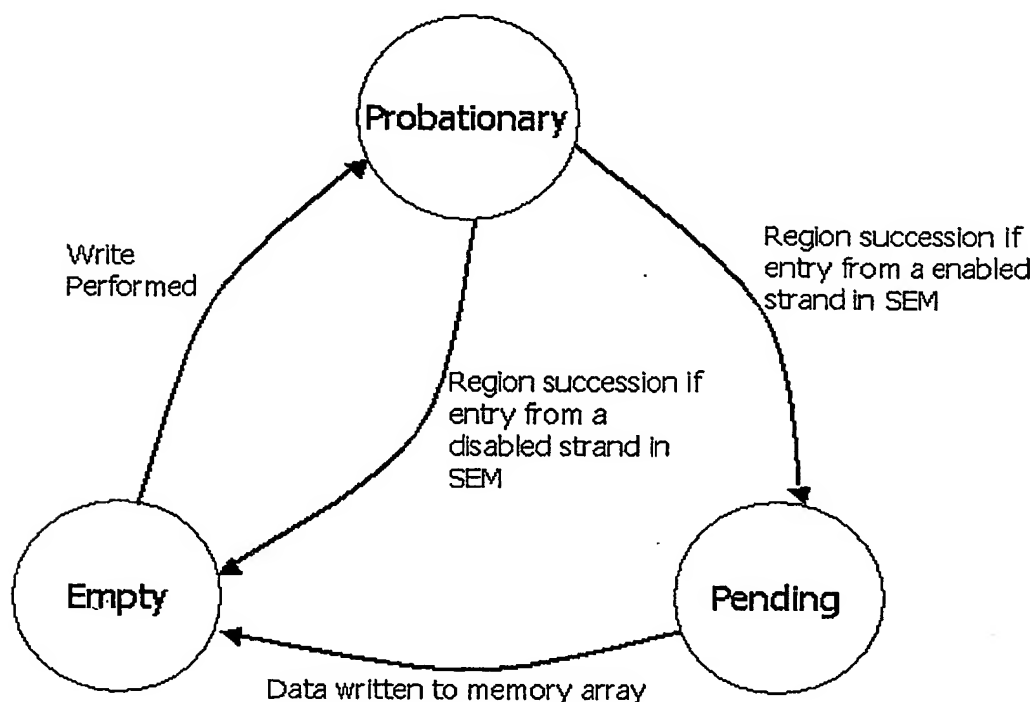 Probationary
Write
Performed
Region succession if
entry from a enabled
strand in SEM
Region succession if
entry from a
disabled strand in
SEM
Empty
Pending
Data written to memory array